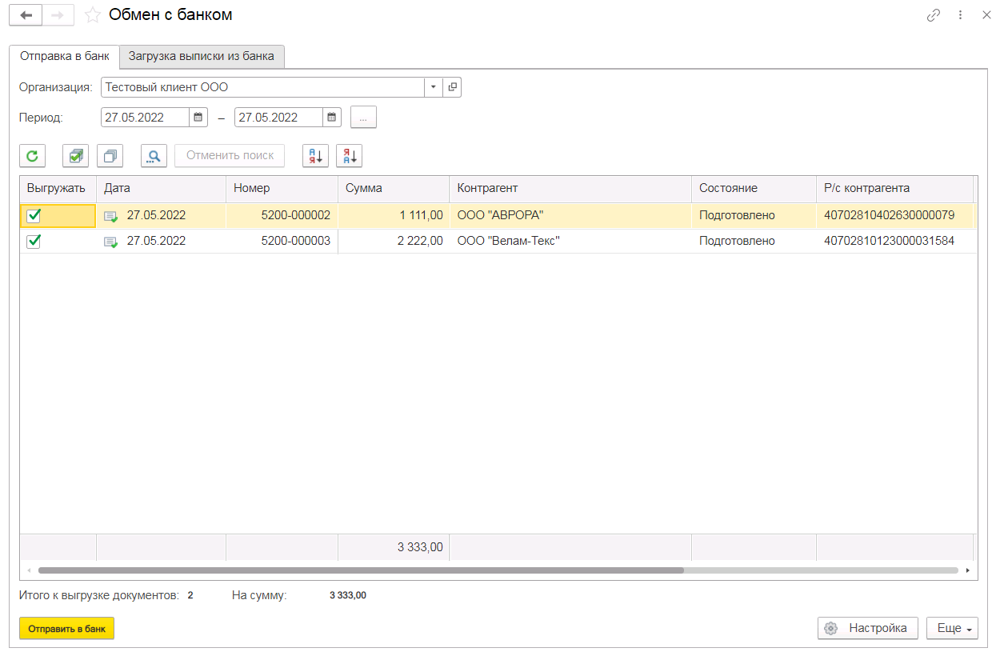 Обмен с банком
Отправка в банк Загрузка выписки из банка
Организация: Тестовый клиент ООО
Период: 27.05.2022 – 27.05.2022 ...
Отменить поиск А Я Я А
Выгружать Дата Номер Сумма Контрагент Состояние Р/с контрагента
27.05.2022 5200-000002 1 111,00 ООО "АВРОРА" Подготовлено 40702810402630000079
27.05.2022 5200-000003 2 222,00 ООО "Велам-Текс" Подготовлено 40702810123000031584
3 333,00
Итого к выгрузке документов: 2 На сумму: 3 333,00
Отправить в банк Настройка Еще